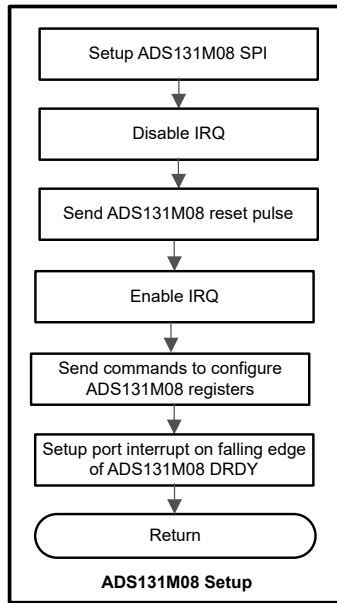 Setup ADS131M08 SPI
Disable IRQ
Send ADS131M08 reset pulse
Enable IRQ
Send commands to configure
ADS131M08 registers
Setup port interrupt on falling edge
of ADS131M08 DRDY
Return
ADS131M08 Setup